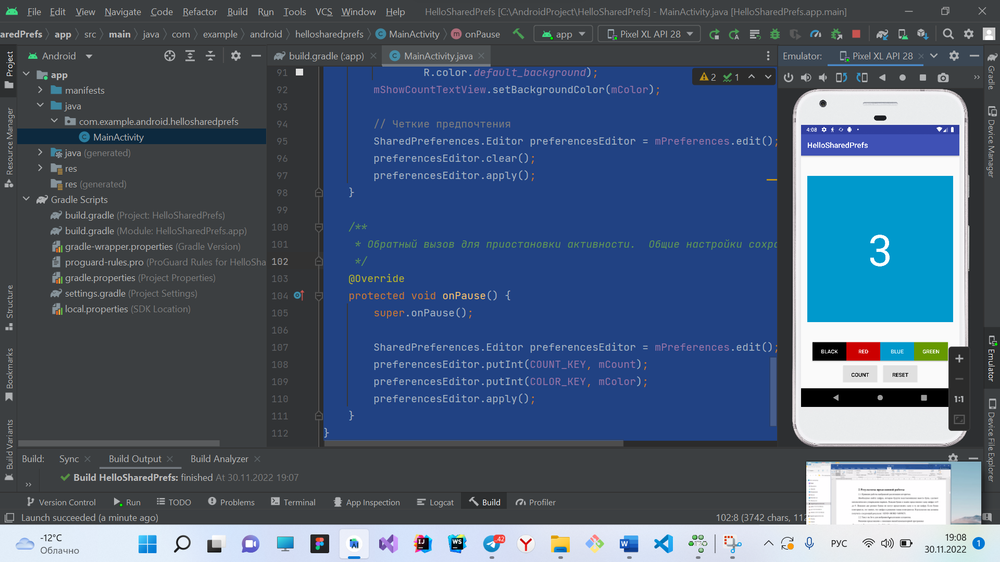 File Edit View Navigate Code Refactor Build Run Tools VCS Window Help HelloSharedPrefs [C:\AndroidProject\HelloSharedPrefs] - MainActivity.java [HelloSharedPrefs.app.main]
aredPrefs app src main java com example android hellosharedprefs MainActivity onPause app Pixel XL API 28
Android
build.gradle (:app) MainActivity.java
Emulator: Pixel XL API 28
Project
Resource Manager
Structure
Bookmarks
Build Variants
app
manifests
java
com.example.android.hellosharedprefs
MainActivity
java (generated)
res
res (generated)
Gradle Scripts
build.gradle (Project: HelloSharedPrefs)
build.gradle (Module: HelloSharedPrefs.app)
gradle-wrapper.properties (Gradle Version)
proguard-rules.pro (ProGuard Rules for HelloSha
gradle.properties (Project Properties)
settings.gradle (Project Settings)
local.properties (SDK Location)
2 1
91 R.color.default_background);
92 mShowCountTextView.setBackgroundColor(mColor);
93
94 // Четкие предпочтения
95 SharedPreferences.Editor preferencesEditor = mPreferences.edit();
96 preferencesEditor.clear();
97 preferencesEditor.apply();
98 }
99
100 /**
101 * Обратный вызов для приостановки активности. Общие настройки сохра
102 */
103 @Override
104 protected void onPause() {
105 super.onPause();
106
107 SharedPreferences.Editor preferencesEditor = mPreferences.edit();
108 preferencesEditor.putInt(COUNT_KEY, mCount);
109 preferencesEditor.putInt(COLOR_KEY, mColor);
110 preferencesEditor.apply();
111 }
112 }
4:08
HelloSharedPrefs
3
BLACK RED BLUE GREEN
COUNT RESET
1:1
Gradle
Device Manager
Emulator
Device File Explorer
Build: Sync Build Output Build Analyzer
Build HelloSharedPrefs: finished At 30.11.2022 19:07
2 Результаты проделанной работы
Version Control Run TODO Problems Terminal App Inspection Logcat Build Profiler
Launch succeeded (a minute ago)
102:8 (3742 chars, 112
-12°C
Облачно
..42
РУС
19:08
30.11.2022
1